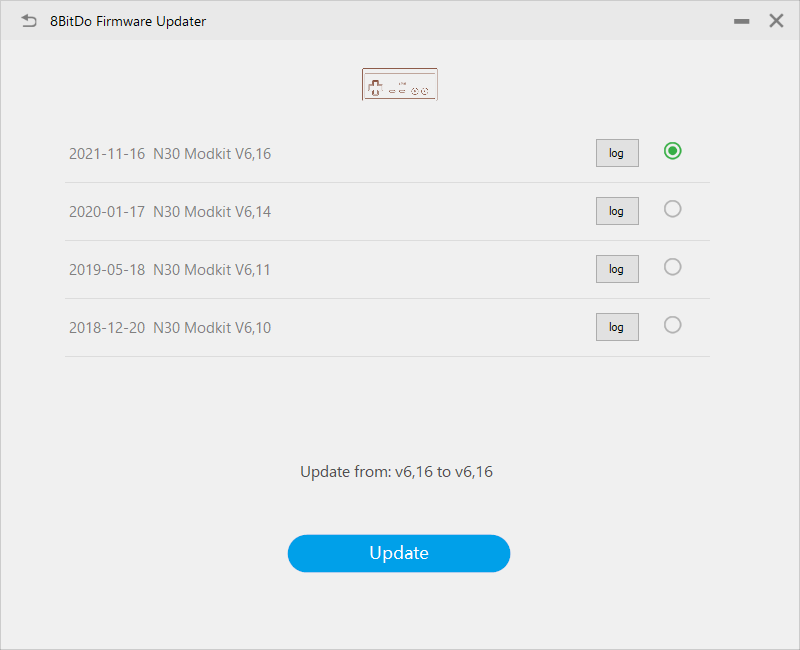 8BitDo Firmware Updater
2021-11-16 N30 Modkit V6,16 log
2020-01-17 N30 Modkit V6,14 log
2019-05-18 N30 Modkit V6,11 log
2018-12-20 N30 Modkit V6,10 log
Update from: v6,16 to v6,16
Update